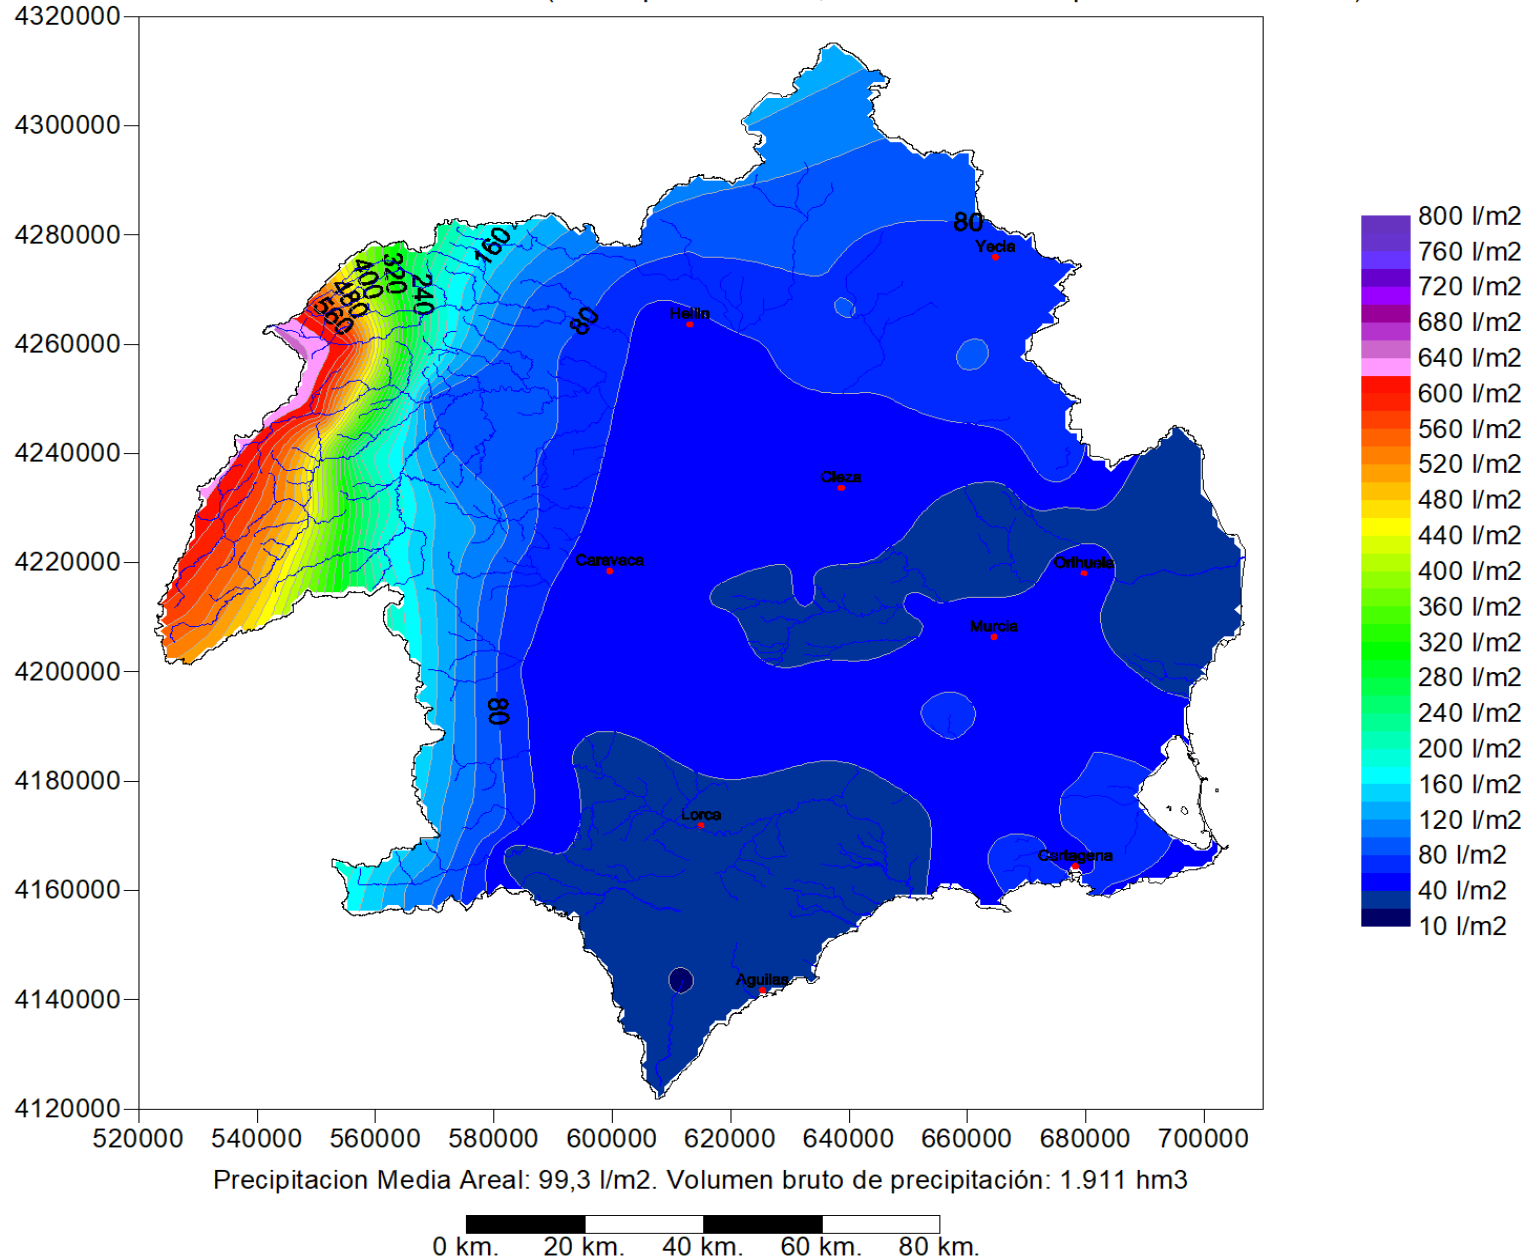 4320000
4300000
4280000
4260000
4240000
4220000
4200000
4180000
4160000
4140000
4120000
520000 540000 560000 580000 600000 620000 640000 660000 680000 700000
80
Yecla
160
240
320
400
480
560
80
Hellin
Cieza
Caravaca
Orihuela
Murcia
80
Lorca
Cartagena
Aguilas
800 l/m2
760 l/m2
720 l/m2
680 l/m2
640 l/m2
600 l/m2
560 l/m2
520 l/m2
480 l/m2
440 l/m2
400 l/m2
360 l/m2
320 l/m2
280 l/m2
240 l/m2
200 l/m2
160 l/m2
120 l/m2
80 l/m2
40 l/m2
10 l/m2
Precipitacion Media Areal: 99,3 l/m2. Volumen bruto de precipitación: 1.911 hm3
0 km. 20 km. 40 km. 60 km. 80 km.